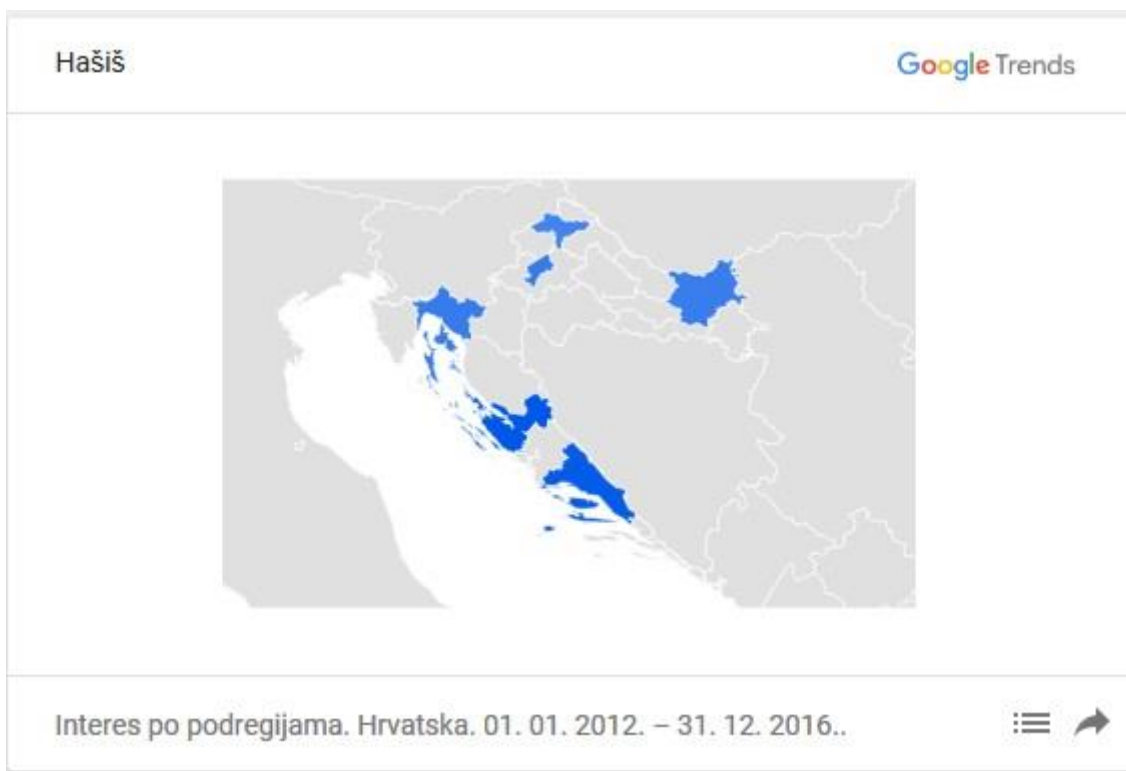 Hašiš
Google Trends
Interes po podregijama. Hrvatska. 01. 01. 2012. – 31. 12. 2016..